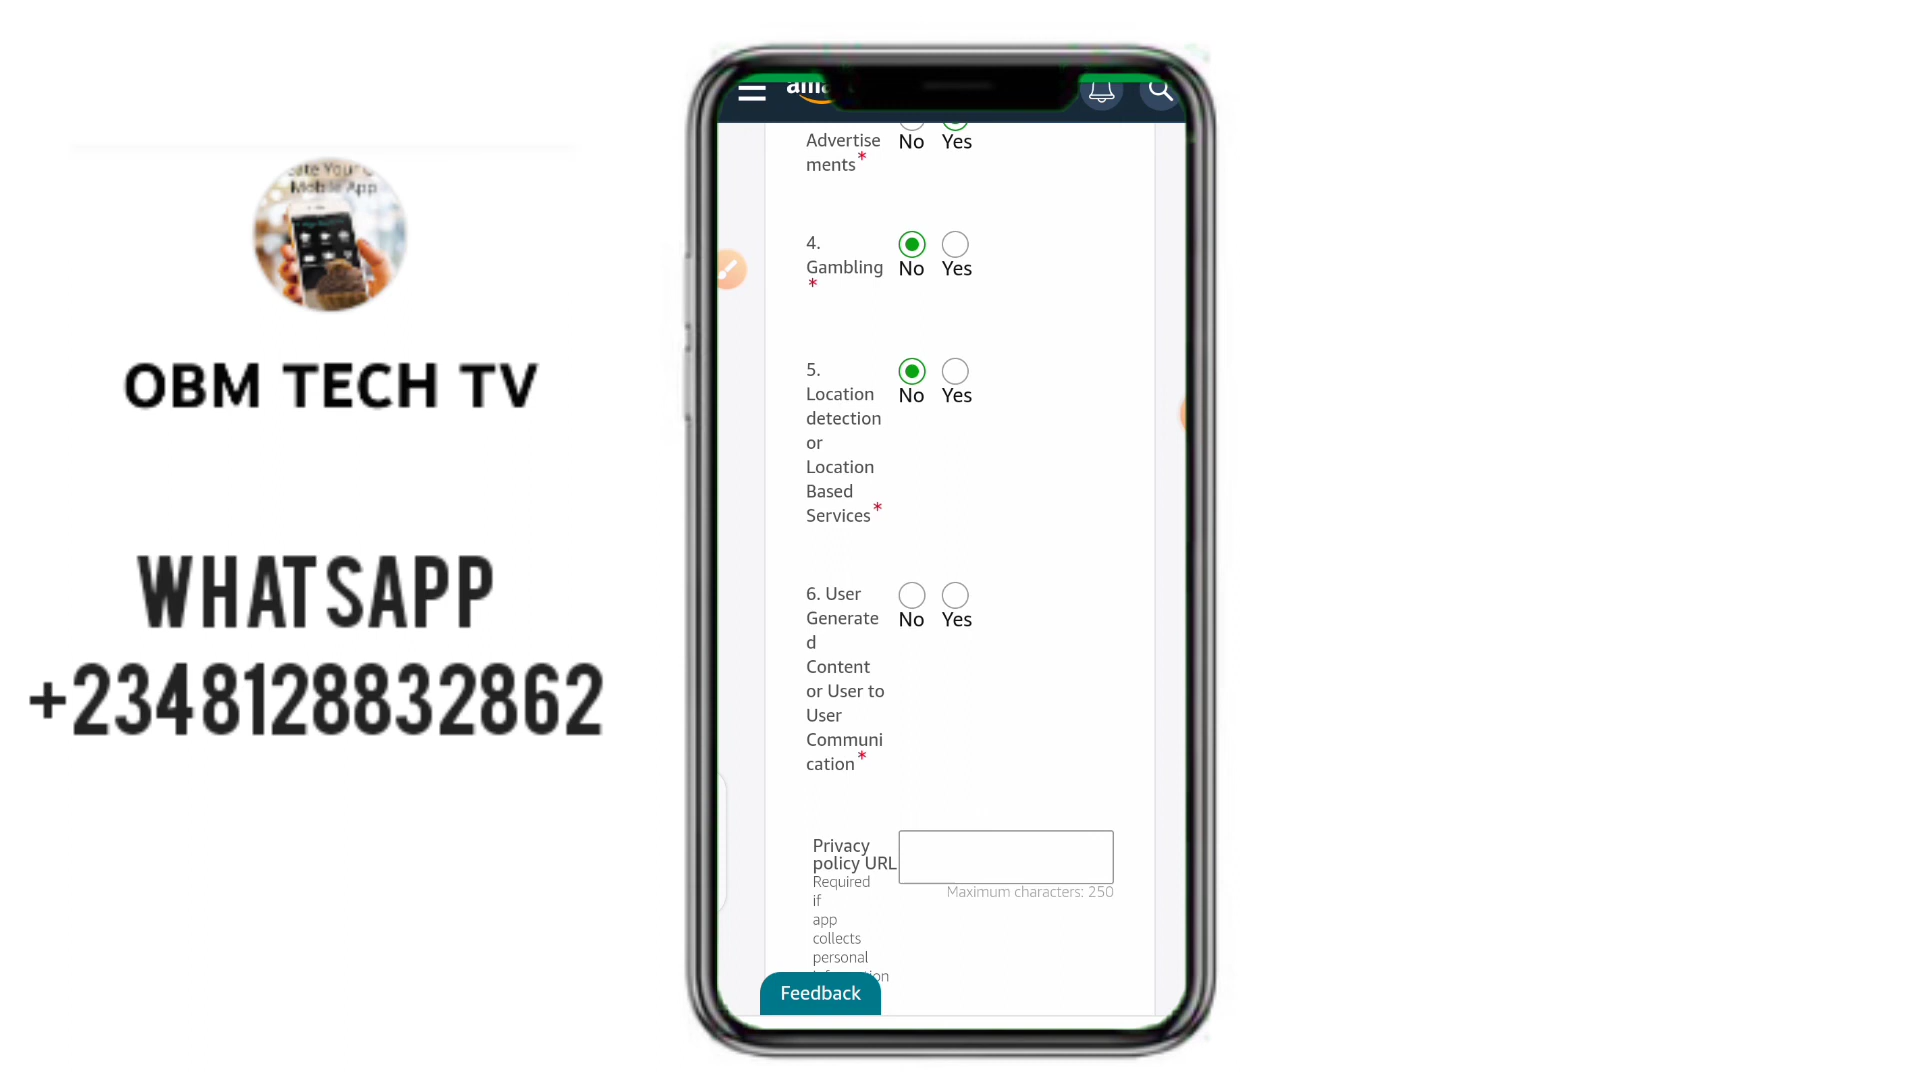 Mobile App
OBM TECH TV
WHATSAPP
+2348128832862
Advertise
ments*
No Yes
4.
Gambling
*
No Yes
5.
Location
detection
or
Location
Based
Services*
No Yes
6. User
Generate
d
Content
or User to
User
Communi
cation*
No Yes
Privacy
policy URL
Required
if
app
collects
personal
Maximum characters: 250
Feedback